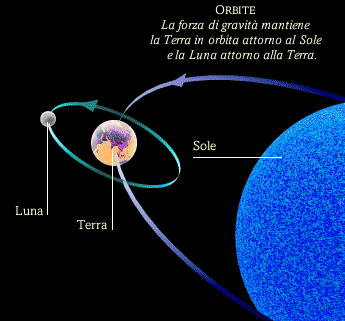 ORBITE
La forza di gravità mantiene
la Terra in orbita attorno al Sole
e la Luna attorno alla Terra.
Sole
Luna
Terra